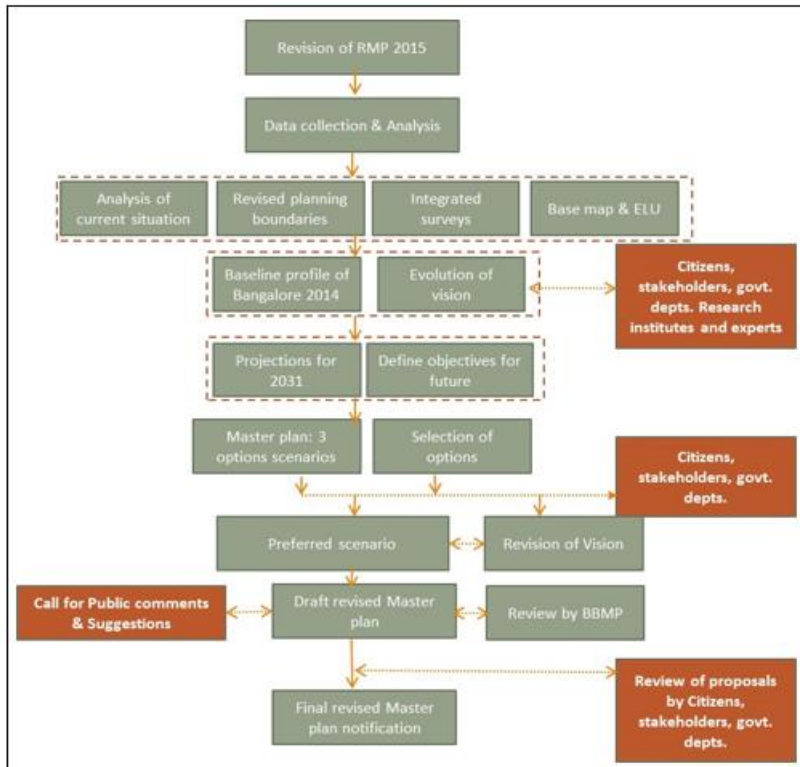 Revision of RMP 2015
Data collection & Analysis
Analysis of
current situation
Revised planning
boundaries
Integrated
surveys
Base map & ELU
Baseline profile of
Bangalore 2014
Evolution of
vision
Citizens,
stakeholders, govt.
depts. Research
institutes and experts
Projections for
2031
Define objectives for
future
Master plan: 3
options scenarios
Selection of
options
Citizens,
stakeholders, govt.
depts.
Preferred scenario
Revision of Vision
Call for Public comments
& Suggestions
Draft revised Master
plan
Review by BBMP
Final revised Master
plan notification
Review of proposals
by Citizens,
stakeholders, govt.
depts.